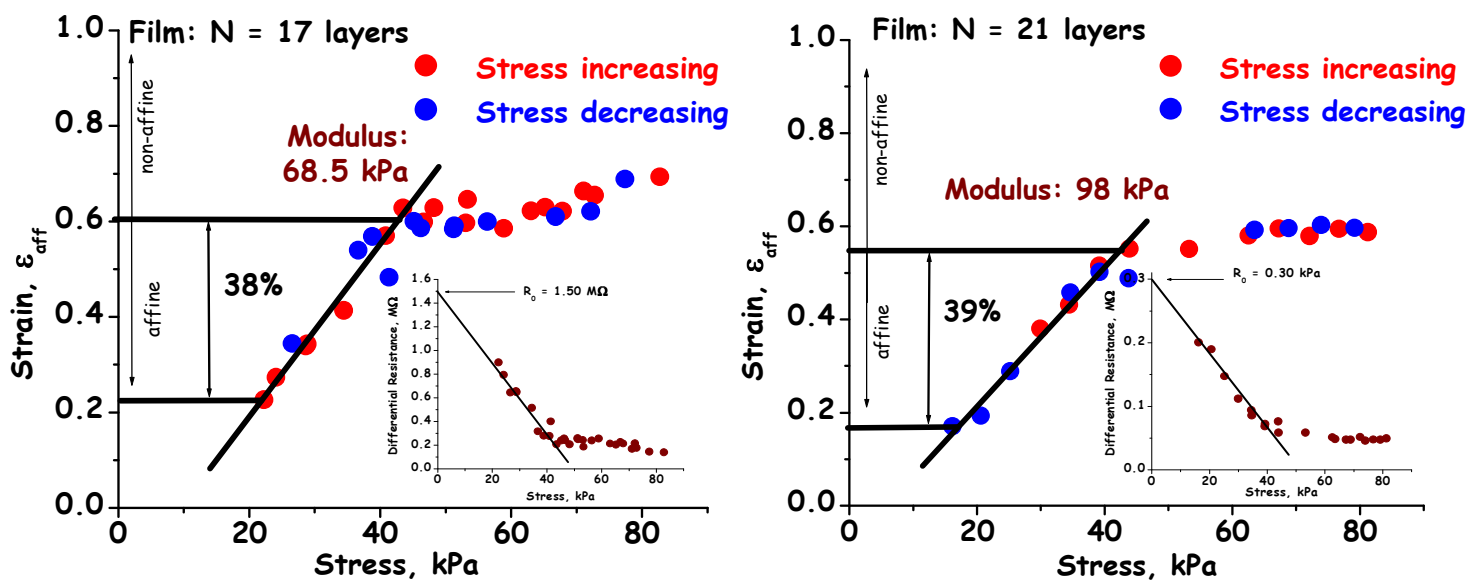 Film: N = 17 layers
Stress increasing
Stress decreasing
Modulus:
68.5 kPa
non-affine
affine
38%
Strain, εaff
1.0
0.8
0.6
0.4
0.2
0.0
0 20 40 60 80
Stress, kPa
R0 = 1.50 MΩ
Differential Resistance, MΩ
1.6
1.4
1.2
1.0
0.8
0.6
0.4
0.2
0.0
0 20 40 60 80
Stress, kPa
Film: N = 21 layers
Stress increasing
Stress decreasing
Modulus: 98 kPa
non-affine
affine
39%
Strain, εaff
1.0
0.8
0.6
0.4
0.2
0.0
0 20 40 60 80
Stress, kPa
R0 = 0.30 kPa
Differential Resistance, MΩ
0.3
0.2
0.1
0.0
0 20 40 60 80
Stress, kPa